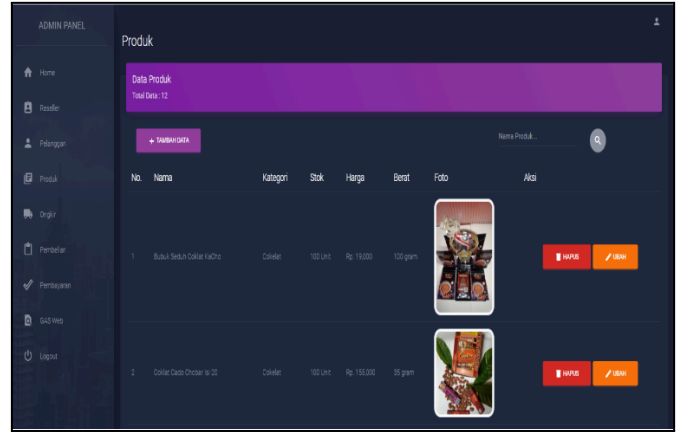 ADMIN PANEL
Home
Reseller
Pelanggan
Produk
Ongkir
Pembelian
Pembayaran
GAS Web
Logout
Produk
Data Produk
Total Data : 12
+ TAMBAH DATA
Nama Produk...
No. Nama Kategori Stok Harga Berat Foto Aksi
1 Bubuk Seduh Coklat KaCho Cokelat 100 Unit Rp. 19,000 100 gram HAPUS UBAH
2 Coklat Cado Chobar Isi 20 Cokelat 100 Unit Rp. 155,000 35 gram HAPUS UBAH